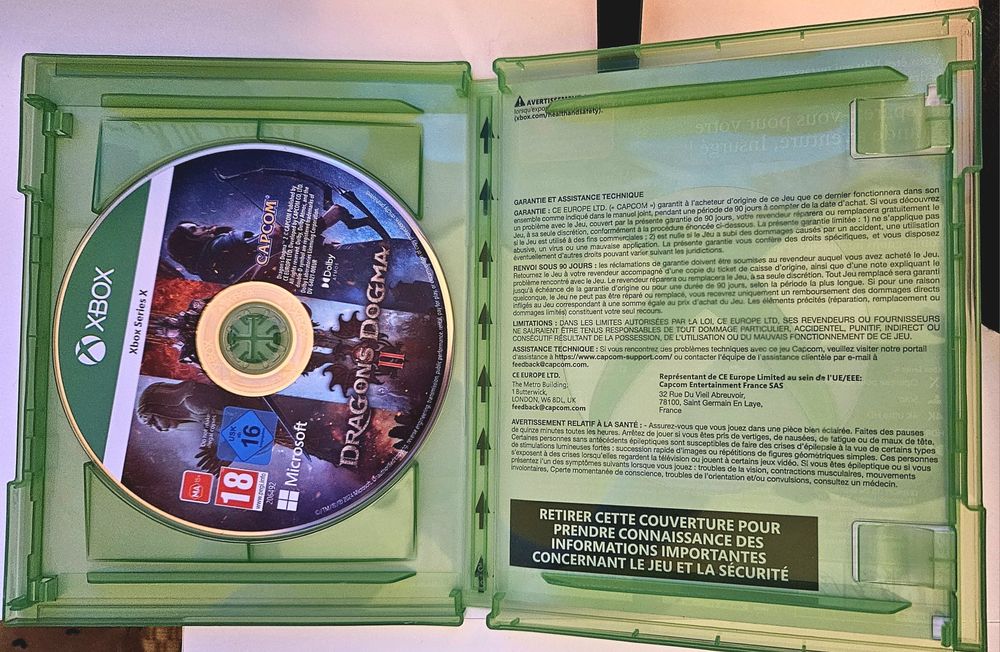 XBOX
Xbox Series X
CAPCOM
Dolby
DRAGON'S DOGMA
II
MA
18
www.pegi.info
USK
16
206492
Microsoft
AVERTISSEMENT
(xbox.com/healthandsafety).
GARANTIE ET ASSISTANCE TECHNIQUE
GARANTIE : CE EUROPE LTD. (« CAPCOM ») garantit à l'acheteur d'origine de ce Jeu que ce dernier fonctionnera dans son
ensemble comme indiqué dans le manuel joint, pendant une période de 90 jours à compter de la date d'achat. Si vous découvrez
un problème avec le Jeu, couvert par la présente garantie de 90 jours, votre revendeur réparera ou remplacera gratuitement le
Jeu, à sa seule discrétion, conformément à la procédure énoncée ci-dessous. La présente garantie limitée : 1) ne s'applique pas
si le Jeu est utilisé à des fins commerciales ; 2) est nulle si le Jeu a subi des dommages causés par un accident, une utilisation
abusive, un virus ou une mauvaise application. La présente garantie vous confère des droits spécifiques, et vous disposez
éventuellement d'autres droits pouvant varier suivant les juridictions.
RENVOI SOUS 90 JOURS : les réclamations de garantie doivent être soumises au revendeur auquel vous avez acheté le Jeu.
Retournez le Jeu à votre revendeur accompagné d'une copie du ticket de caisse d'origine, ainsi que d'une note expliquant le
problème rencontré avec le Jeu. Le revendeur réparera ou remplacera le Jeu, à sa seule discrétion. Tout Jeu remplacé sera garanti
jusqu'à échéance de la garantie d'origine ou pour une durée de 90 jours, selon la période la plus longue. Si pour une raison
quelconque, le Jeu ne peut pas être réparé ou remplacé, vous recevrez uniquement un remboursement des dommages directs
infligés au Jeu correspondant à une somme égale au prix d'achat du Jeu. Les éléments précités (réparation, remplacement ou
dommages limités) constituent votre seul recours.
LIMITATIONS : DANS LES LIMITES AUTORISÉES PAR LA LOI, CE EUROPE LTD, SES REVENDEURS OU FOURNISSEURS
NE SAURAIENT ÊTRE TENUS RESPONSABLES DE TOUT DOMMAGE PARTICULIER, ACCIDENTEL, PUNITIF, INDIRECT OU
CONSÉCUTIF RÉSULTANT DE LA POSSESSION, DE L'UTILISATION OU DU MAUVAIS FONCTIONNEMENT DE CE JEU.
ASSISTANCE TECHNIQUE : Si vous rencontrez des problèmes techniques avec ce jeu Capcom, veuillez visiter notre portail
d'assistance à https://www.capcom-support.com/ ou contacter l'équipe de l'assistance clientèle par e-mail à
feedback@capcom.com.
CE EUROPE LTD.
The Metro Building;
1 Butterwick,
LONDON, W6 8DL, UK
feedback@capcom.com
Représentant de CE Europe Limited au sein de l'UE/EEE:
Capcom Entertainment France SAS
32 Rue Du Vieil Abreuvoir,
78100, Saint Germain En Laye,
France
AVERTISSEMENT RELATIF À LA SANTÉ : - Assurez-vous que vous jouez dans une pièce bien éclairée. Faites des pauses
de quinze minutes toutes les heures. Arrêtez de jouer si vous êtes pris de vertiges, de nausées, de fatigue ou de maux de tête.
Certaines personnes sans antécédents épileptiques sont susceptibles de faire des crises d'épilepsie à la vue de certains types
de stimulations lumineuses fortes : succession rapide d'images ou répétitions de figures géométriques simples. Ces personnes
s'exposent à des crises lorsqu'elles regardent la télévision ou jouent à certains jeux vidéo. Si vous êtes épileptique ou si vous
présentez l'un des symptômes suivants lorsque vous jouez : troubles de la vision, contractions musculaires, mouvements
involontaires, perte momentanée de conscience, troubles de l'orientation et/ou convulsions, consultez un médecin.
RETIRER CETTE COUVERTURE POUR
PRENDRE CONNAISSANCE DES
INFORMATIONS IMPORTANTES
CONCERNANT LE JEU ET LA SÉCURITÉ